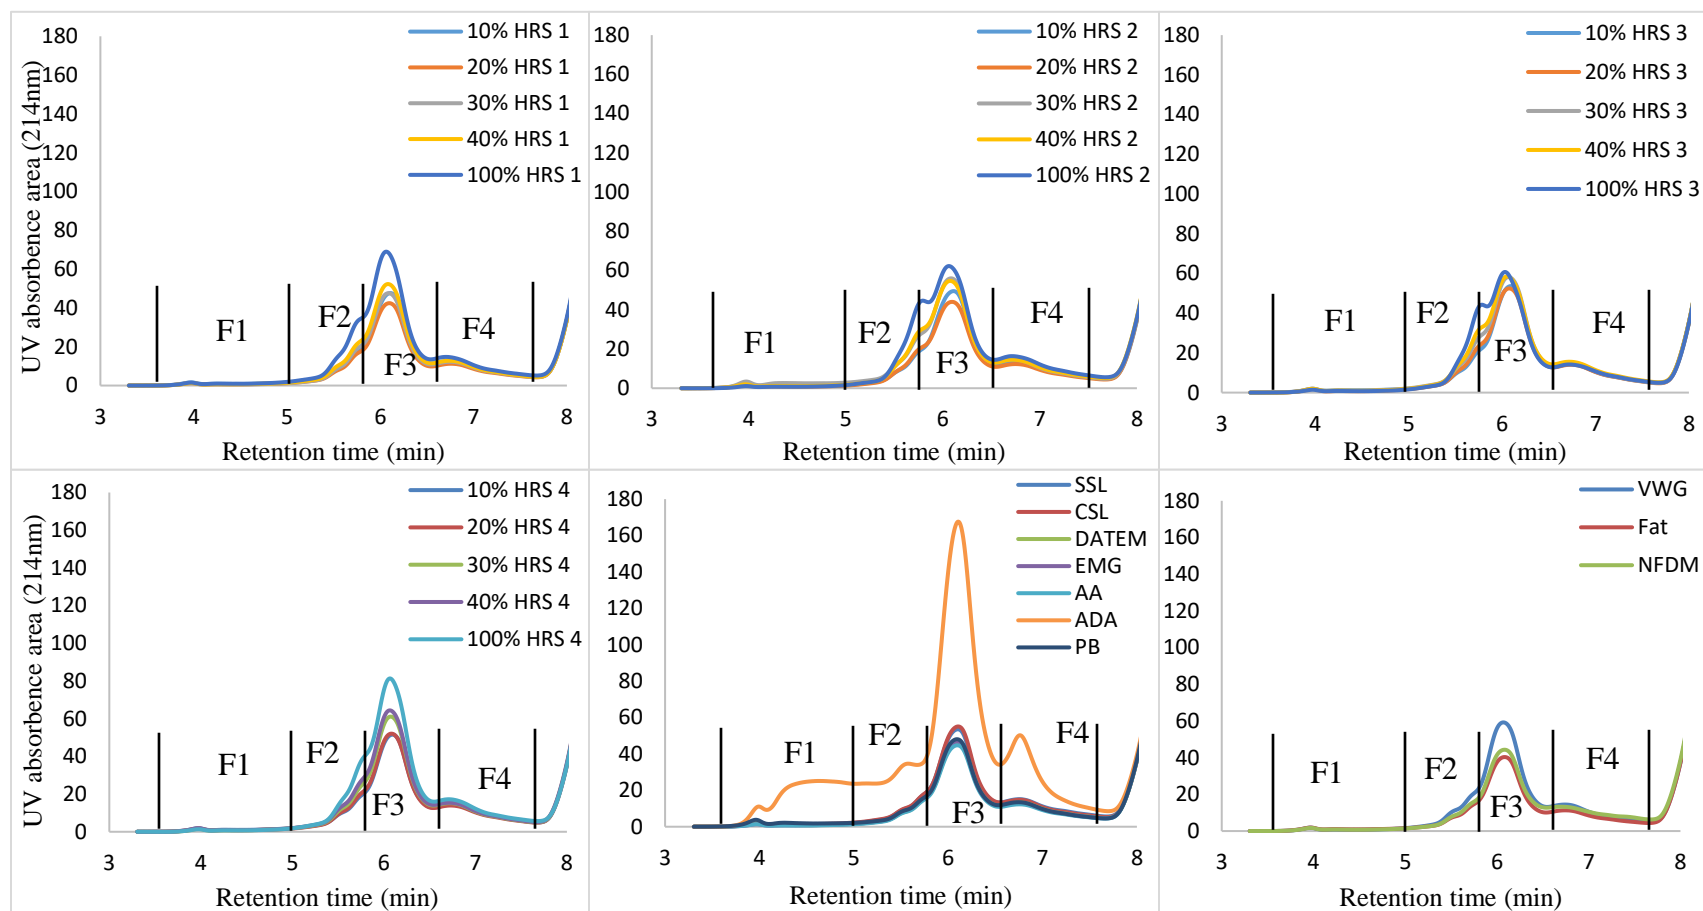 UV absorbence area (214nm)
180
160
140
120
100
80
60
40
20
0
3 4 5 6 7 8
Retention time (min)
F1
F2
F3
F4
10% HRS 1
20% HRS 1
30% HRS 1
40% HRS 1
100% HRS 1
180
160
140
120
100
80
60
40
20
0
3 4 5 6 7 8
Retention time (min)
F1
F2
F3
F4
10% HRS 2
20% HRS 2
30% HRS 2
40% HRS 2
100% HRS 2
180
160
140
120
100
80
60
40
20
0
3 4 5 6 7 8
Retention time (min)
F1
F2
F3
F4
10% HRS 3
20% HRS 3
30% HRS 3
40% HRS 3
100% HRS 3
UV absorbence area (214nm)
180
160
140
120
100
80
60
40
20
0
3 4 5 6 7 8
Retention time (min)
F1
F2
F3
F4
10% HRS 4
20% HRS 4
30% HRS 4
40% HRS 4
100% HRS 4
180
160
140
120
100
80
60
40
20
0
3 4 5 6 7 8
Retention time (min)
F1
F2
F3
F4
SSL
CSL
DATEM
EMG
AA
ADA
PB
180
160
140
120
100
80
60
40
20
0
3 4 5 6 7 8
Retention time (min)
F1
F2
F3
F4
VWG
Fat
NFDM